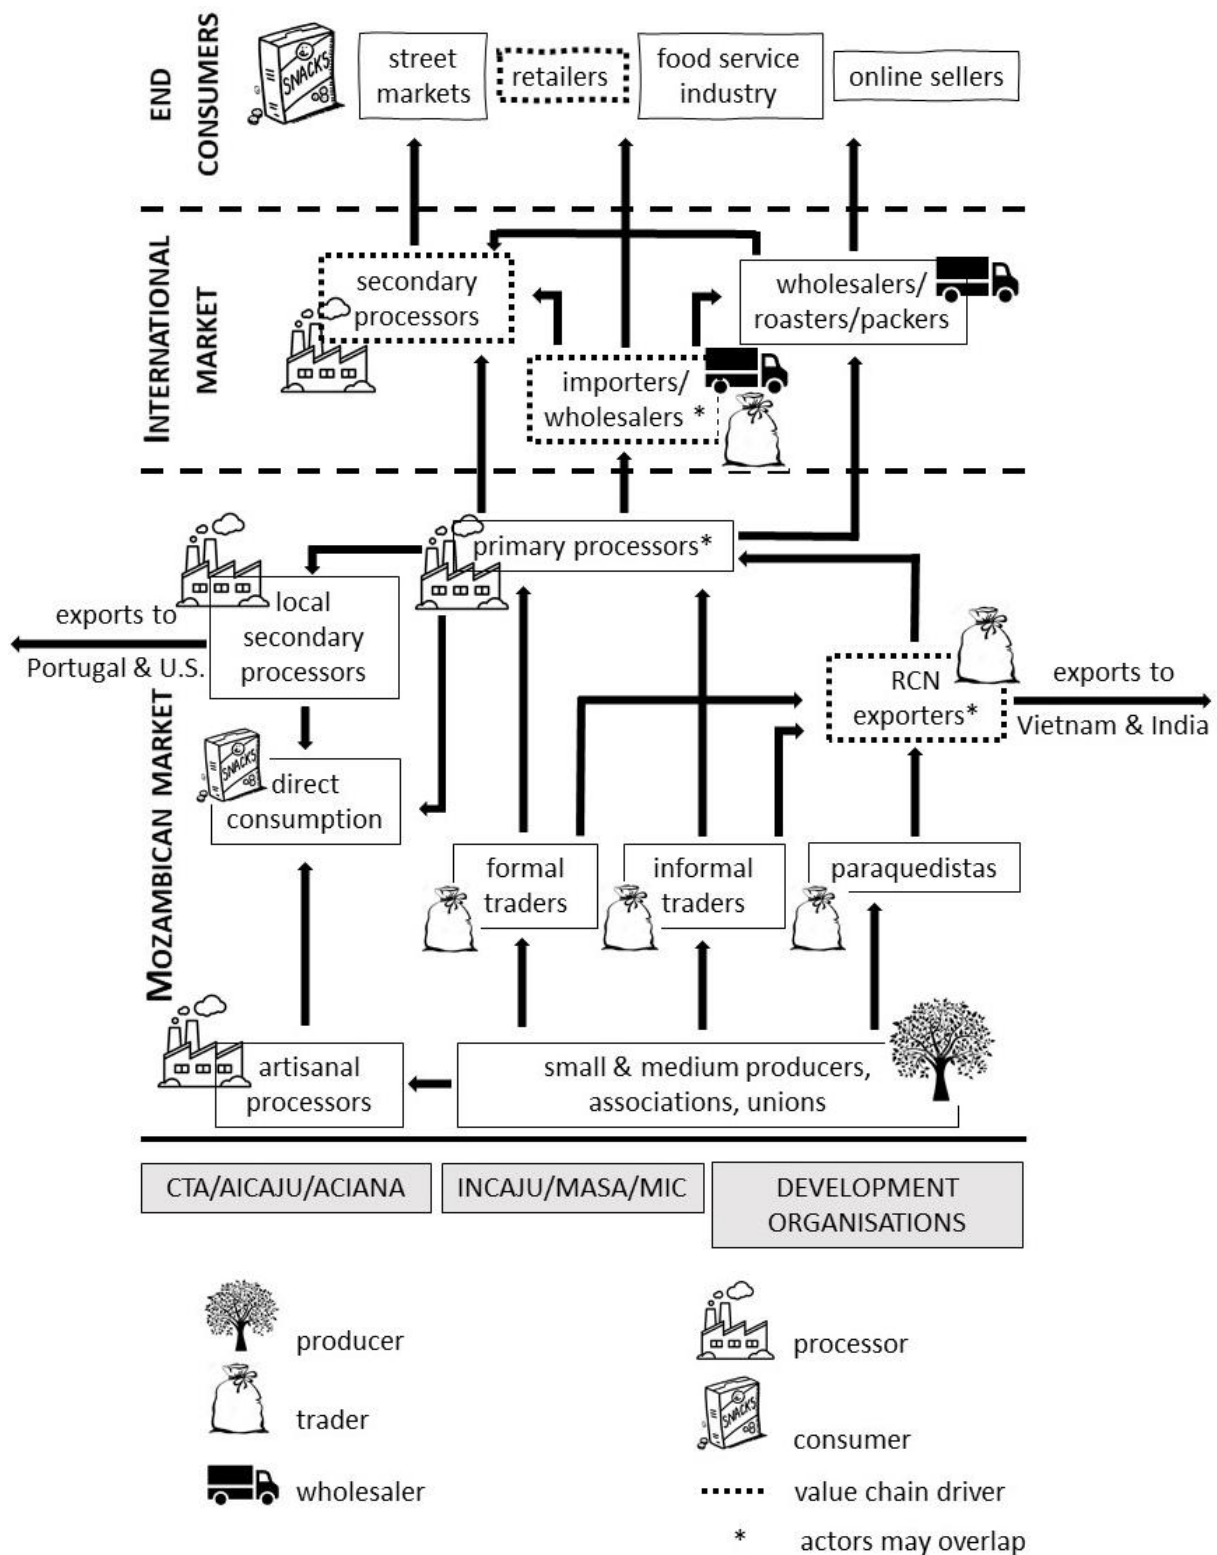 END
CONSUMERS
SNACKS
street
markets
retailers
food service
industry
online sellers
INTERNATIONAL
MARKET
secondary
processors
wholesalers/
roasters/packers
importers/
wholesalers *
MOZAMBICAN MARKET
primary processors*
local
secondary
processors
exports to
Portugal & U.S.
RCN
exporters*
exports to
Vietnam & India
SNACKS
direct
consumption
formal
traders
informal
traders
paraquedistas
artisanal
processors
small & medium producers,
associations, unions
CTA/AICAJU/ACIANA
INCAJU/MASA/MIC
DEVELOPMENT
ORGANISATIONS
producer
processor
trader
SNACKS
consumer
wholesaler
value chain driver
* actors may overlap